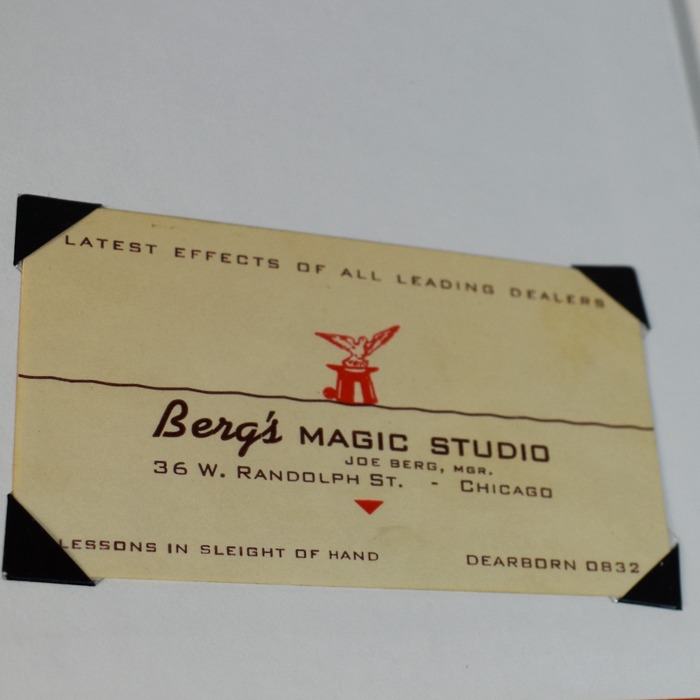 LATEST EFFECTS OF ALL LEADING DEALERS
Berg's MAGIC STUDIO
JOE BERG, MGR.
36 W. RANDOLPH ST. - CHICAGO
LESSONS IN SLEIGHT OF HAND DEARBORN 0832